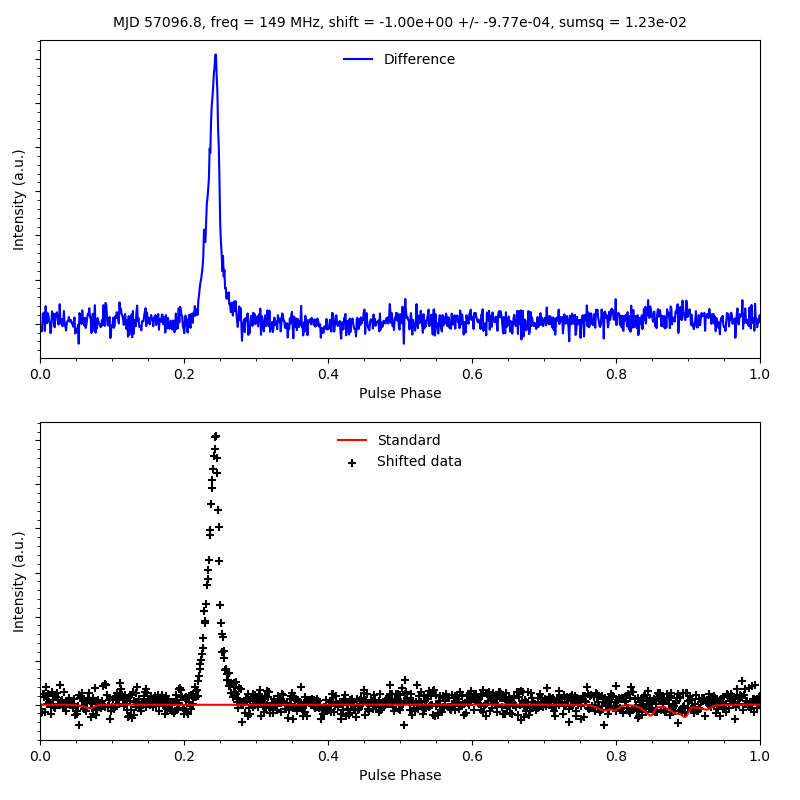 MJD 57096.8, freq = 149 MHz, shift = -1.00e+00 +/- -9.77e-04, sumsq = 1.23e-02
Difference
Intensity (a.u.)
0.0 0.2 0.4 0.6 0.8 1.0
Pulse Phase
Standard
Shifted data
Intensity (a.u.)
0.0 0.2 0.4 0.6 0.8 1.0
Pulse Phase